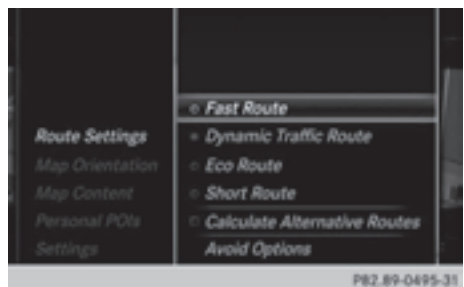 Fast Route
Route Settings
Dynamic Traffic Route
Map Orientation
Eco Route
Map Content
Short Route
Personal POIs
Calculate Alternative Routes
Settings
Avoid Options
P82.89-0495-31